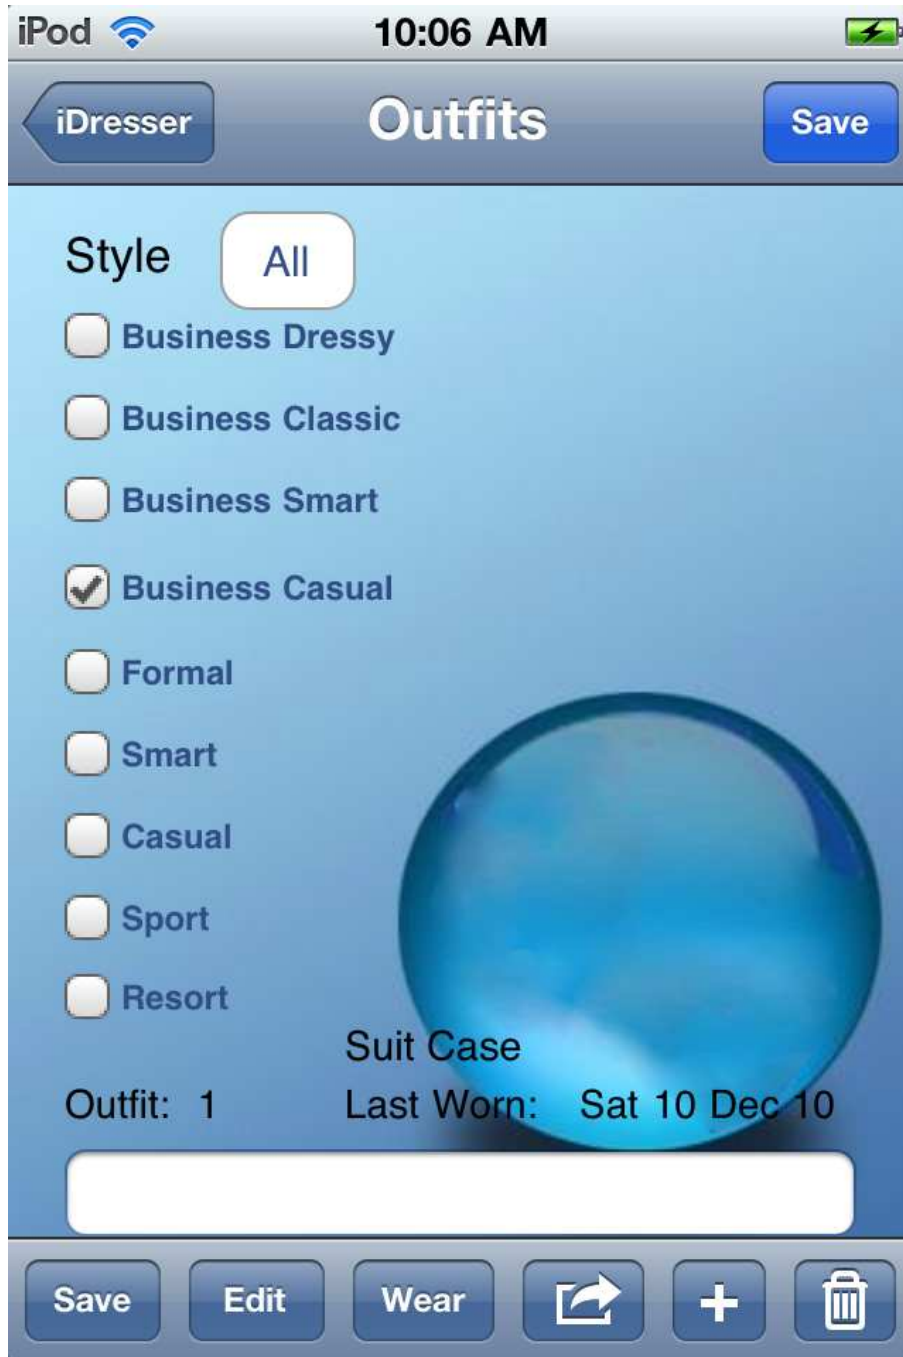 iPod 10:06 AM
iDresser Outfits Save
Style All
Business Dressy
Business Classic
Business Smart
Business Casual
Formal
Smart
Casual
Sport
Resort
Suit Case
Outfit: 1 Last Worn: Sat 10 Dec 10
Save Edit Wear +